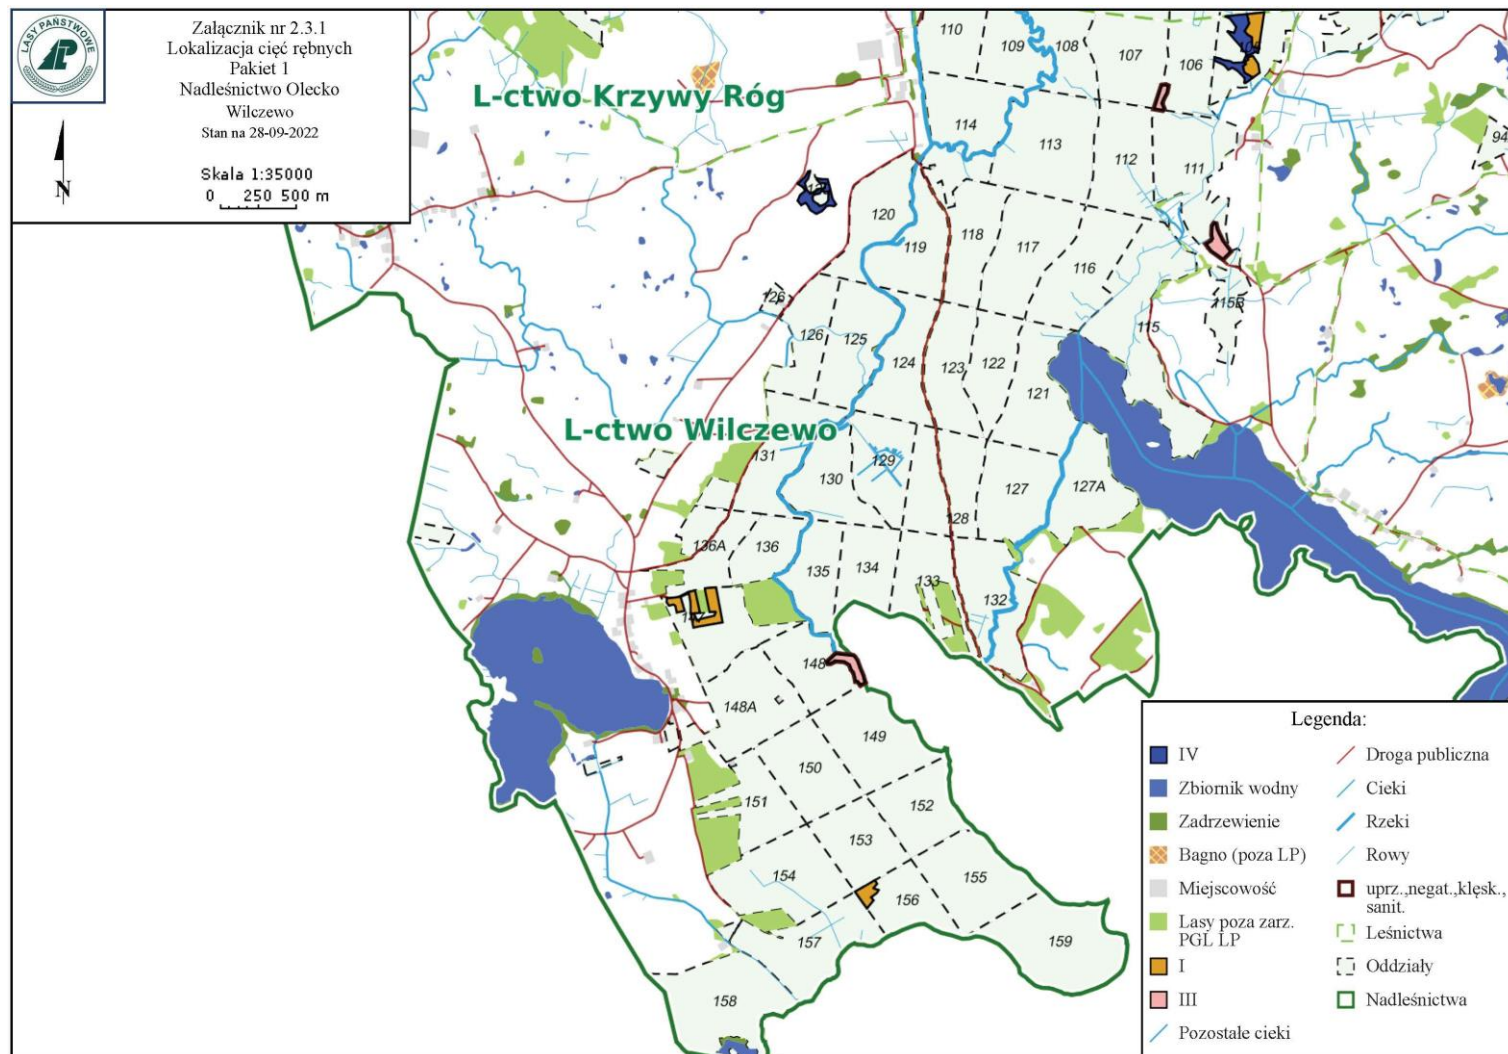 LASY PAŃSTWOWE
Załącznik nr 2.3.1
Lokalizacja cięć rębnych
Pakiet 1
Nadleśnictwo Olecko
Wilczewo
Stan na 28-09-2022
N
Skala 1:35000
0 250 500 m
L-ctwo Krzywy Róg
L-ctwo Wilczewo
110
109
108
107
106
94
114
113
112
111
120
119
118
117
116
115B
115
126
126
125
124
123
122
121
131
130
129
128
127
127A
136A
136
135
134
133
132
148
148A
149
150
151
152
153
154
155
156
157
158
159
Legenda:
IV
Zbiornik wodny
Zadrzewienie
Bagno (poza LP)
Miejscowość
Lasy poza zarz.
PGL LP
I
III
Pozostałe cieki
Droga publiczna
Cieki
Rzeki
Rowy
uprz.,negat.,klęsk.,
sanit.
Leśnictwa
Oddziały
Nadleśnictwa